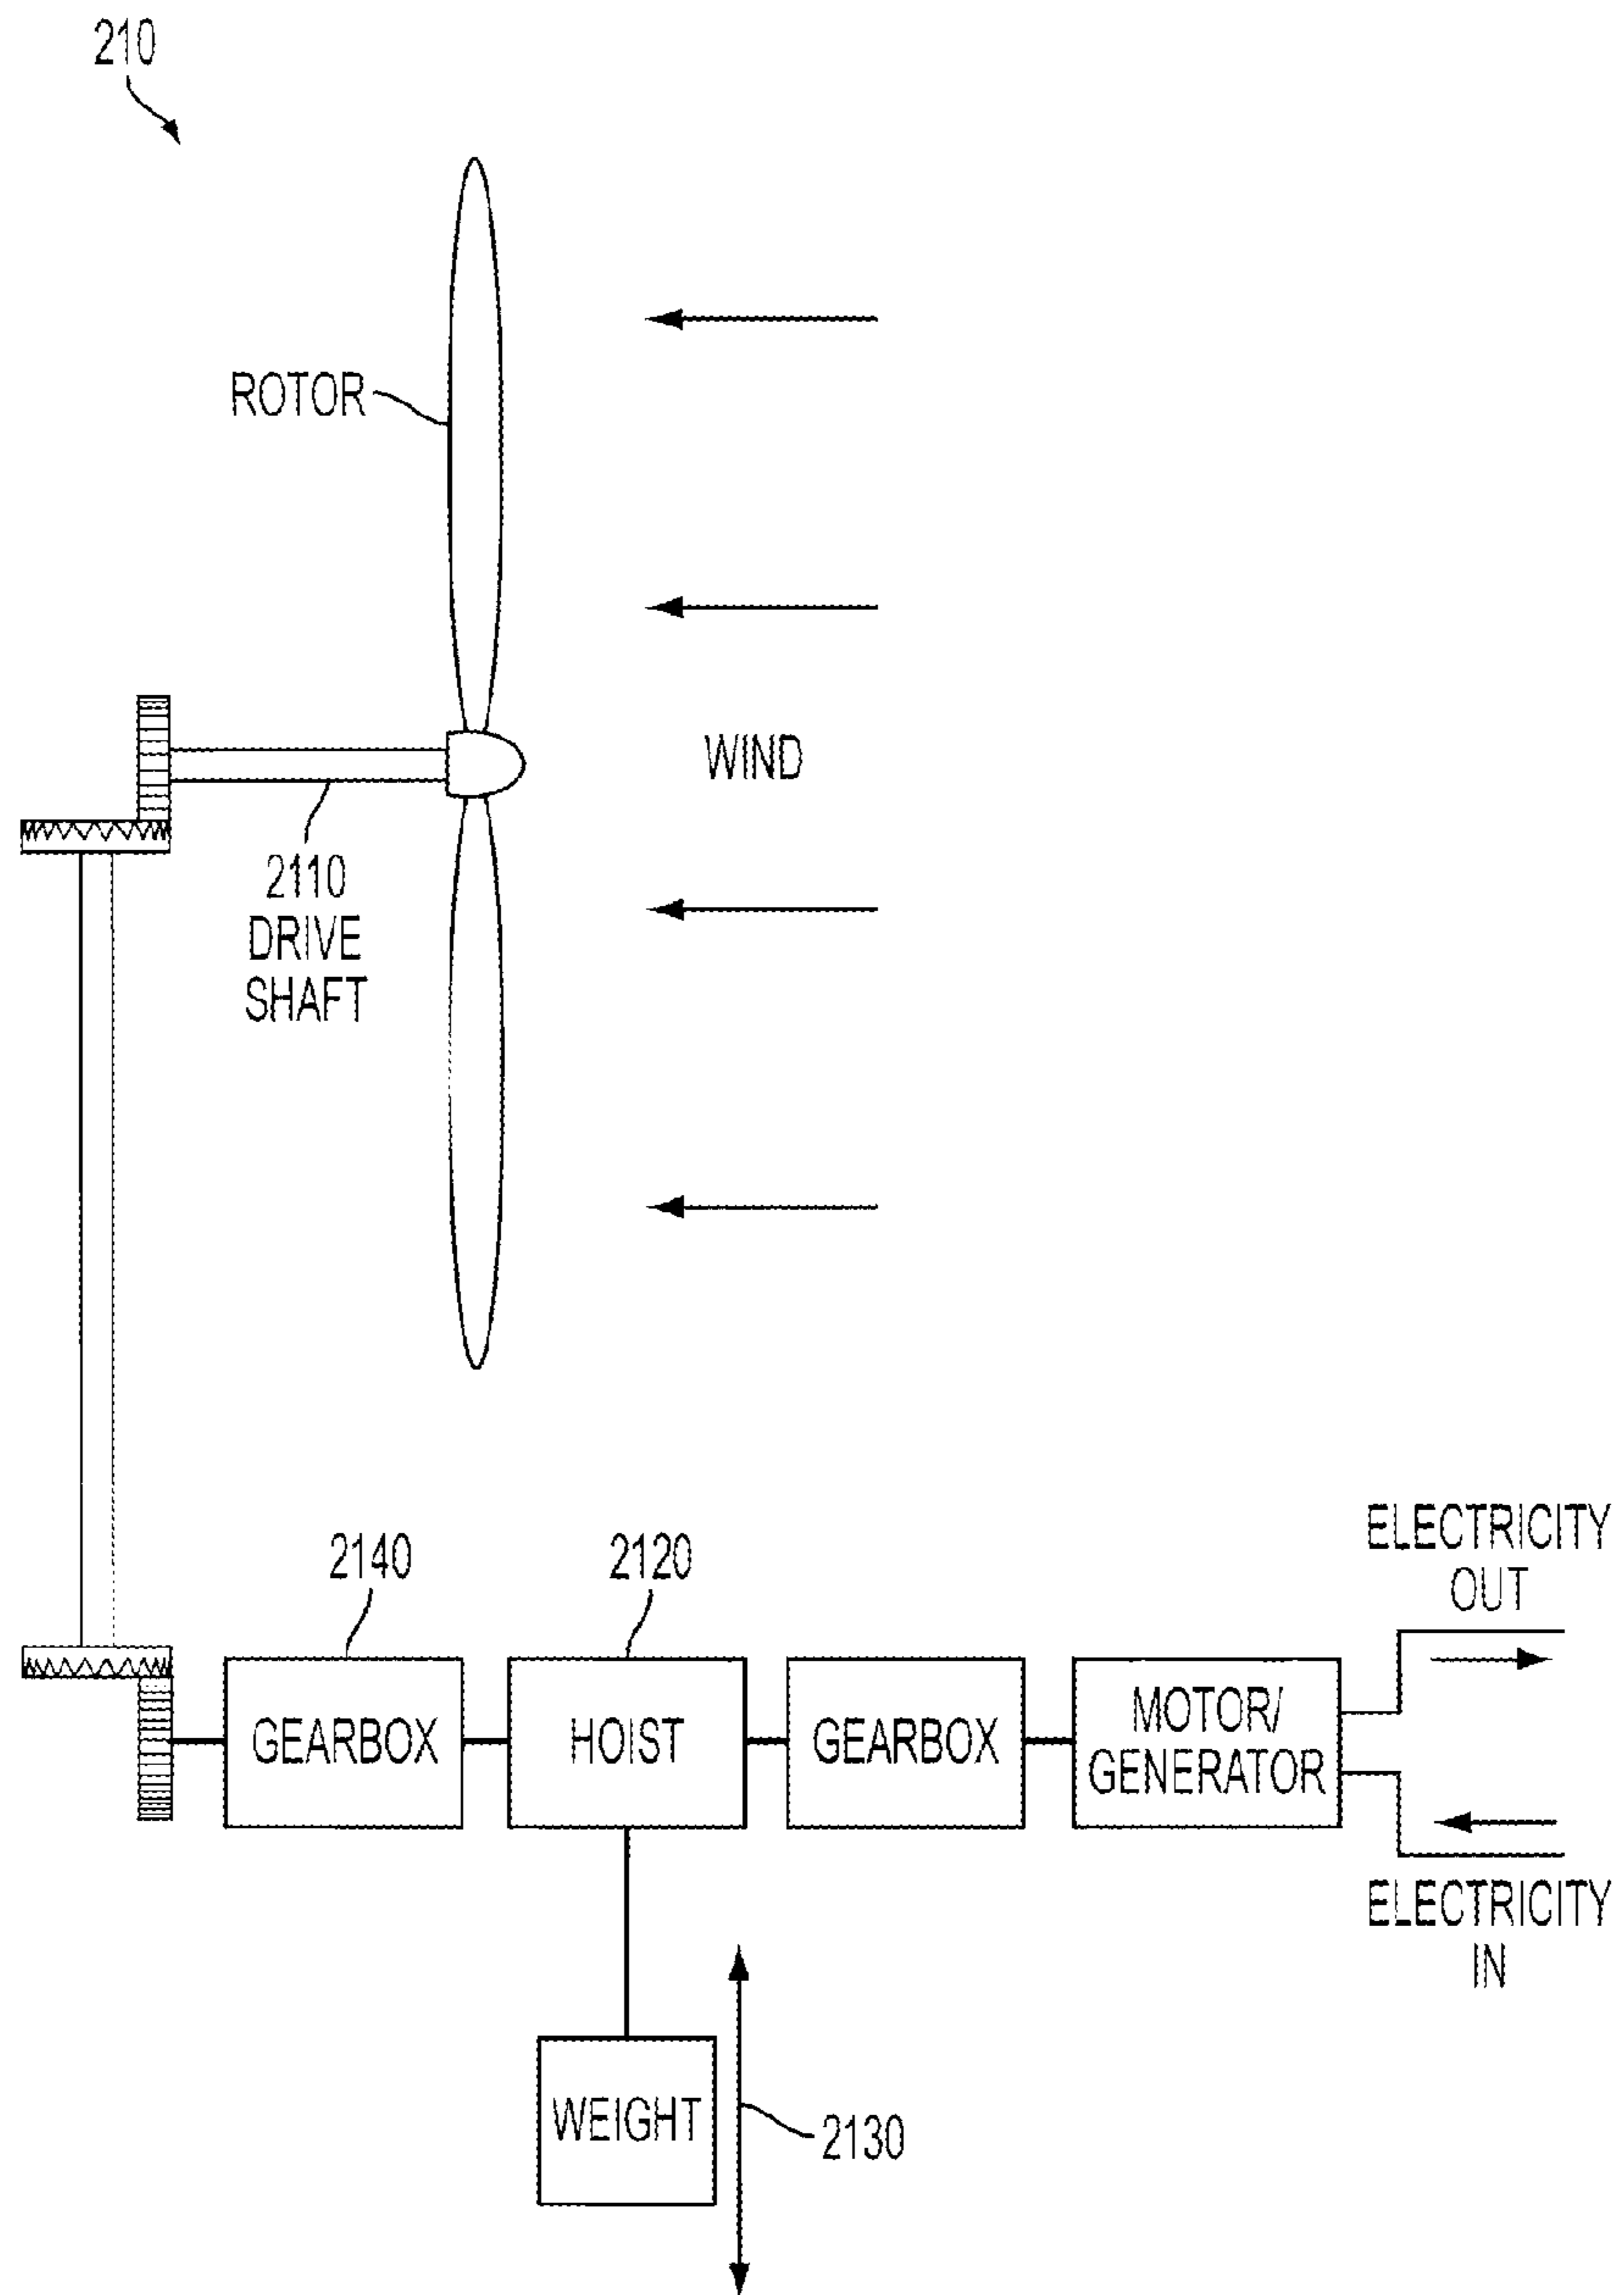 210
ROTOR
WIND
2110
DRIVE
SHAFT
2140
2120
ELECTRICITY
OUT
GEARBOX
HOIST
GEARBOX
MOTOR/
GENERATOR
ELECTRICITY
IN
WEIGHT
2130